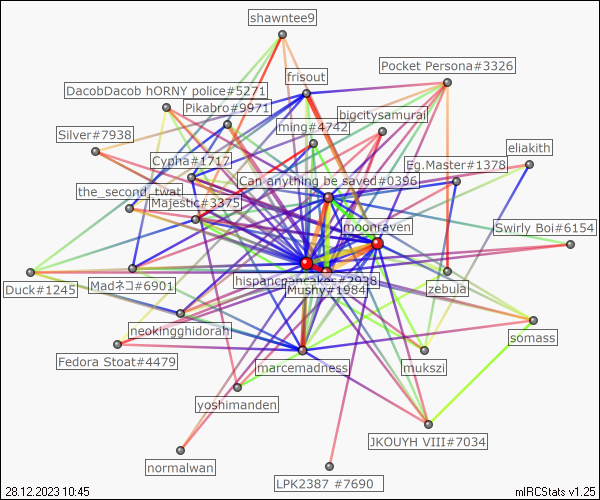 shawntee9
Pocket Persona#3326
frisout
DacobDacob hORNY police#5271
Pikabro#9971
bigcitysamurai
ming#4742
Silver#7938
eliakith
Cypha#1717
Eg.Master#1378
Can anything be saved#0396
the_second_twat
Majestic#3375
moonraven
Swirly Boi#6154
hispancpancakes#2928
Duck#1245
Madネコ#6901
Mushy#1984
zebula
neokingghidorah
somass
Fedora Stoat#4479
marcemadness
mukszi
yoshimanden
JKOUYH VIII#7034
normalwan
LPK2387 #7690
28.12.2023 10:45
mIRCStats v1.25